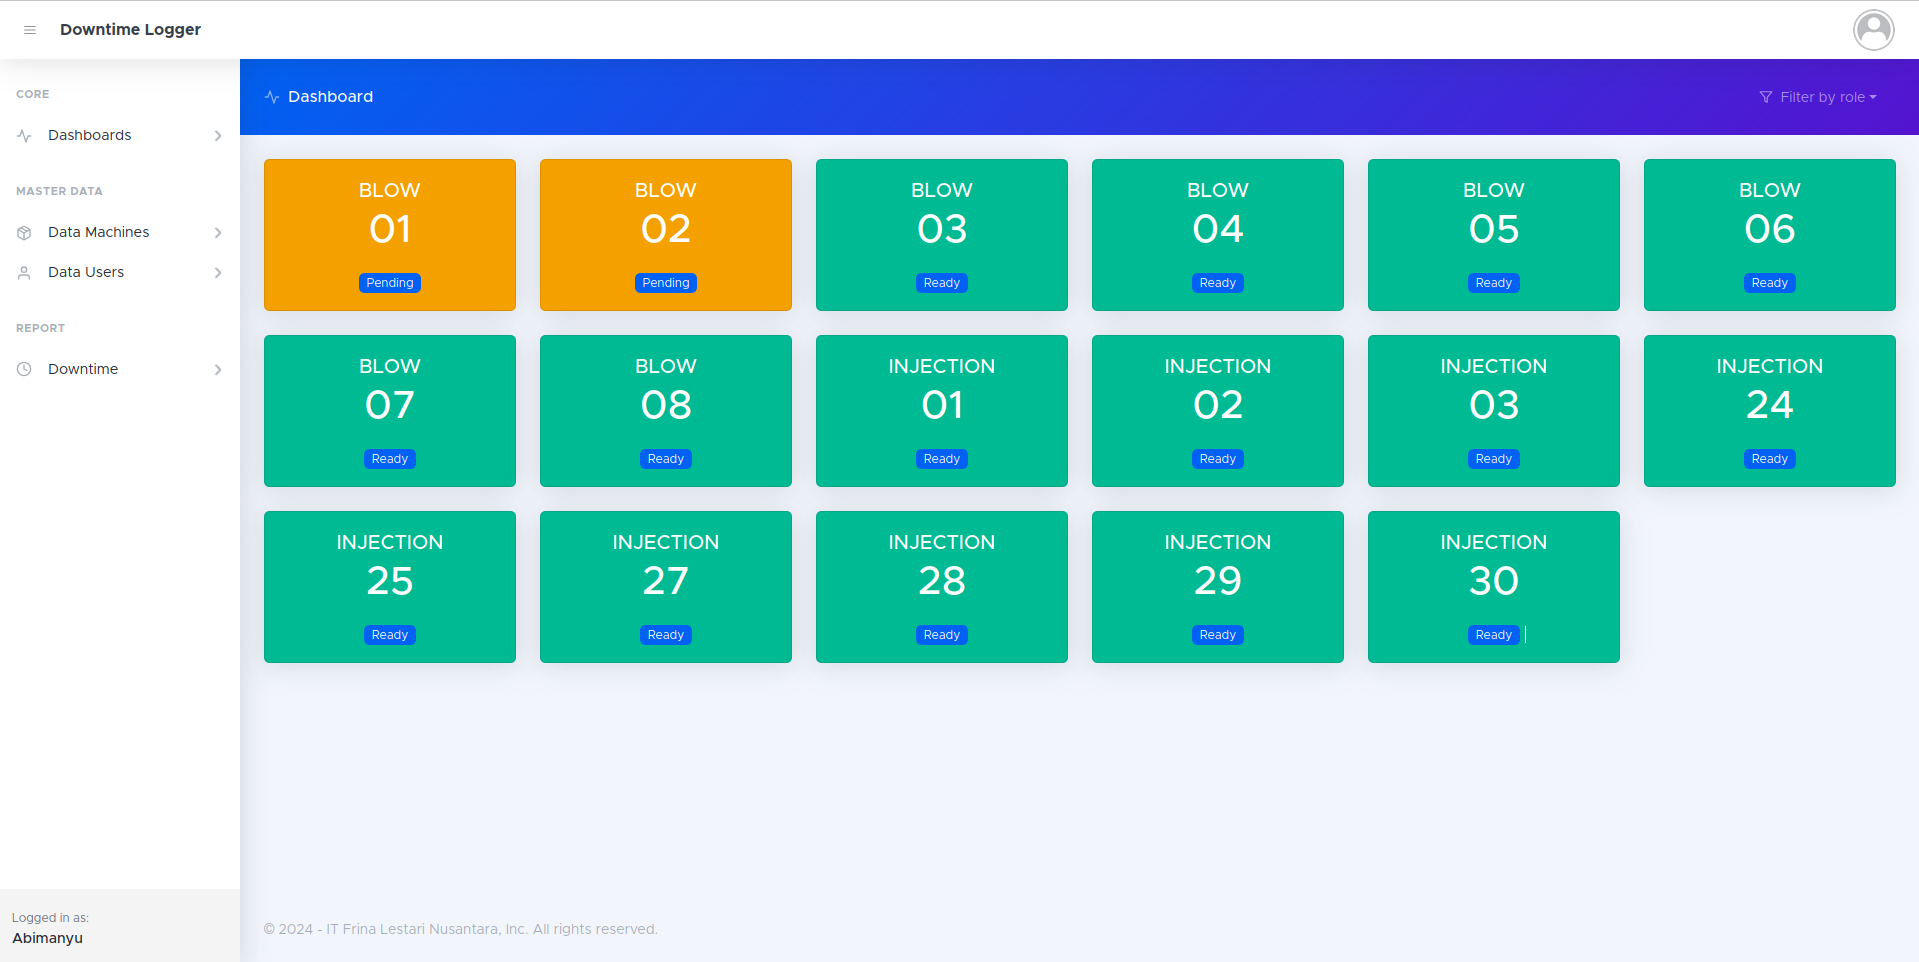 Downtime Logger
CORE
Dashboards
MASTER DATA
Data Machines
Data Users
REPORT
Downtime
Logged in as:
Abimanyu
Dashboard
Filter by role
BLOW
01
Pending
BLOW
02
Pending
BLOW
03
Ready
BLOW
04
Ready
BLOW
05
Ready
BLOW
06
Ready
BLOW
07
Ready
BLOW
08
Ready
INJECTION
01
Ready
INJECTION
02
Ready
INJECTION
03
Ready
INJECTION
24
Ready
INJECTION
25
Ready
INJECTION
27
Ready
INJECTION
28
Ready
INJECTION
29
Ready
INJECTION
30
Ready
© 2024 - IT Frina Lestari Nusantara, Inc. All rights reserved.